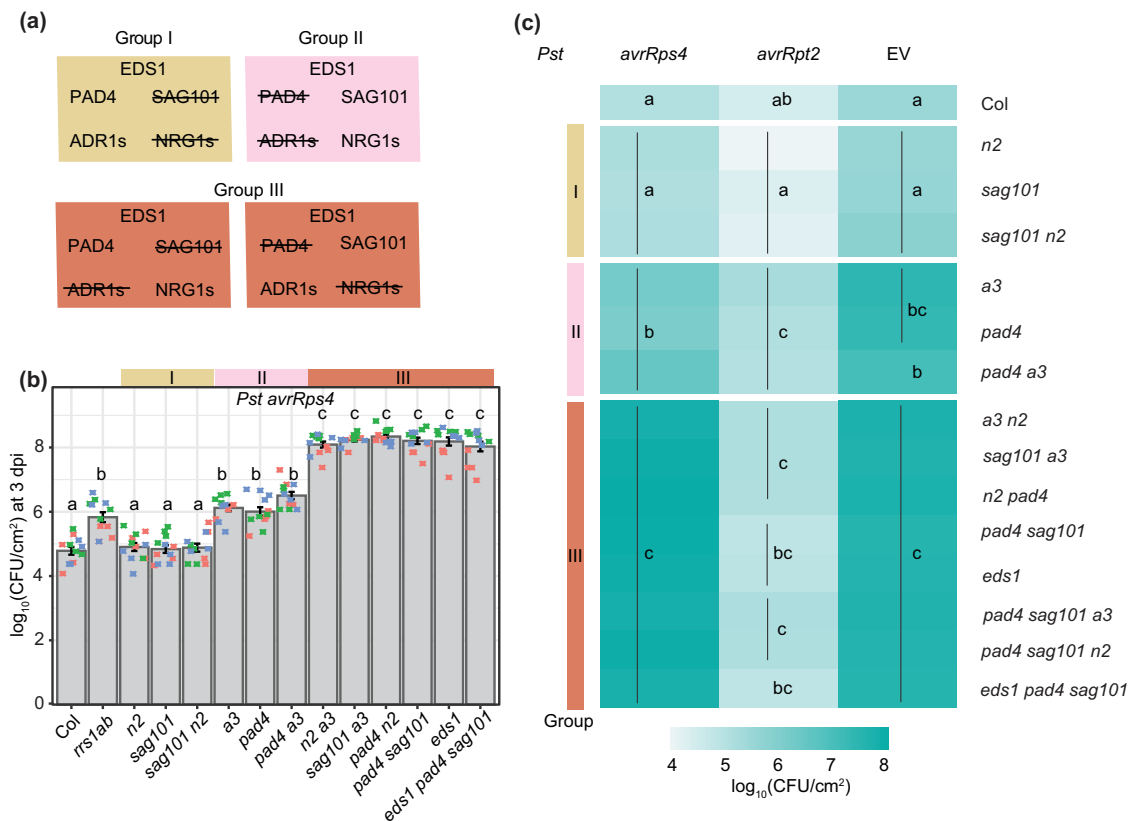 (a)
Group I
EDS1
PAD4 SAG101
ADR1s NRG1s
Group II
EDS1
PAD4 SAG101
ADR1s NRG1s
Group III
EDS1
PAD4 SAG101
ADR1s NRG1s
EDS1
PAD4 SAG101
ADR1s NRG1s
(b)
I II III
Pst avrRps4
a b a a a b b b c c c c c c
log10(CFU/cm2) at 3 dpi
8
6
4
2
0
Col
rrs1ab
n2
sag101
sag101 n2
a3
pad4
pad4 a3
n2 a3
sag101 a3
pad4 n2
pad4 sag101
eds1
eds1 pad4 sag101
(c)
Pst avrRps4 avrRpt2 EV
a ab a Col
n2
I a a a sag101
sag101 n2
a3
bc
II b c pad4
b pad4 a3
a3 n2
c sag101 a3
n2 pad4
pad4 sag101
III c bc c
eds1
pad4 sag101 a3
c
pad4 sag101 n2
bc eds1 pad4 sag101
Group
4 5 6 7 8
log10(CFU/cm2)